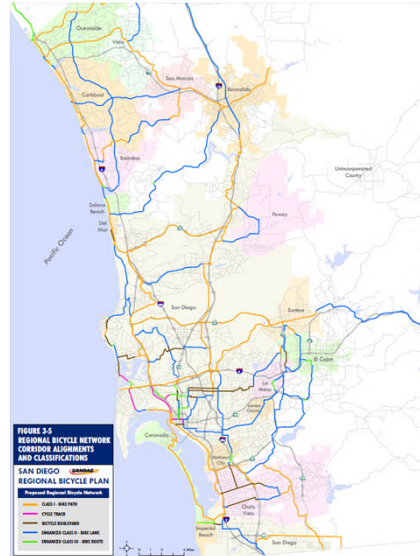 Oceanside
Vista
San Marcos
Escondido
Carlsbad
Encinitas
Unincorporated
County
Solana
Beach
Del
Mar
Poway
Pacific Ocean
San Diego
Santee
El Cajon
La
Mesa
Lemon
Grove
Coronado
National
City
Chula
Vista
Imperial
Beach
San Diego
FIGURE 3-5
REGIONAL BICYCLE NETWORK
CORRIDOR ALIGNMENTS
AND CLASSIFICATIONS
SAN DIEGO SANDAG
REGIONAL BICYCLE PLAN
Proposed Regional Bicycle Network
CLASS I - BIKE PATH
CYCLE TRACK
BICYCLE BOULEVARD
ENHANCED CLASS II - BIKE LANE
ENHANCED CLASS III - BIKE ROUTE